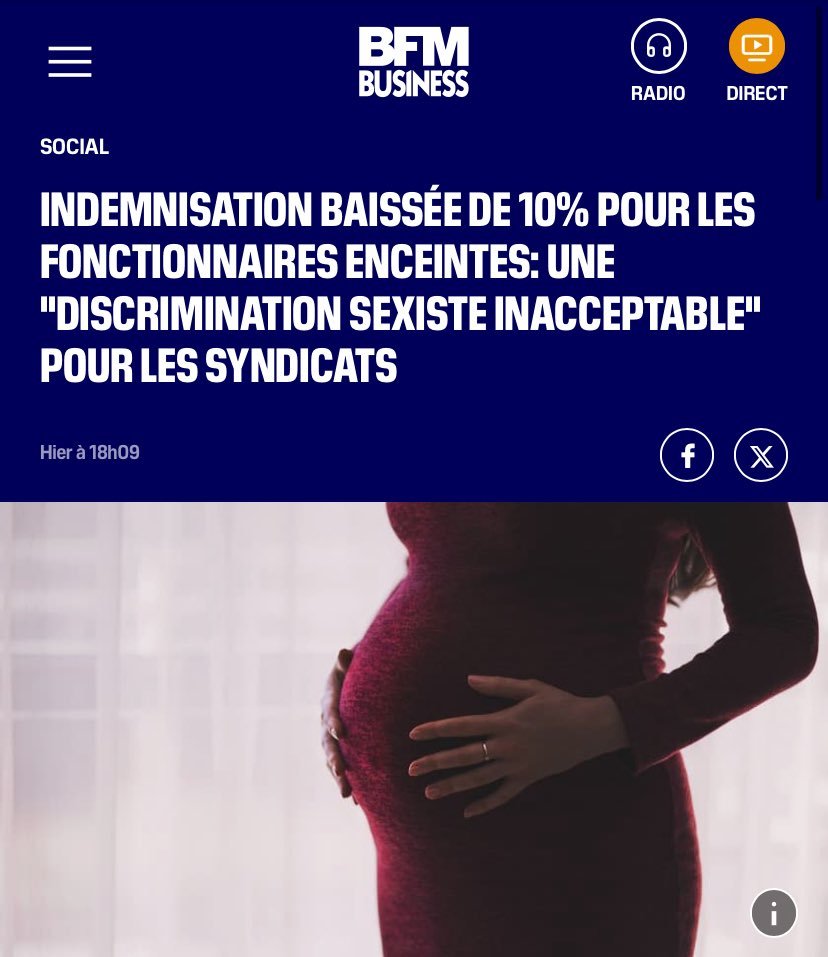 BFM
BUSINESS
RADIO
DIRECT
SOCIAL
INDEMNISATION BAISSÉE DE 10% POUR LES
FONCTIONNAIRES ENCEINTES: UNE
"DISCRIMINATION SEXISTE INACCEPTABLE"
POUR LES SYNDICATS
Hier à 18h09